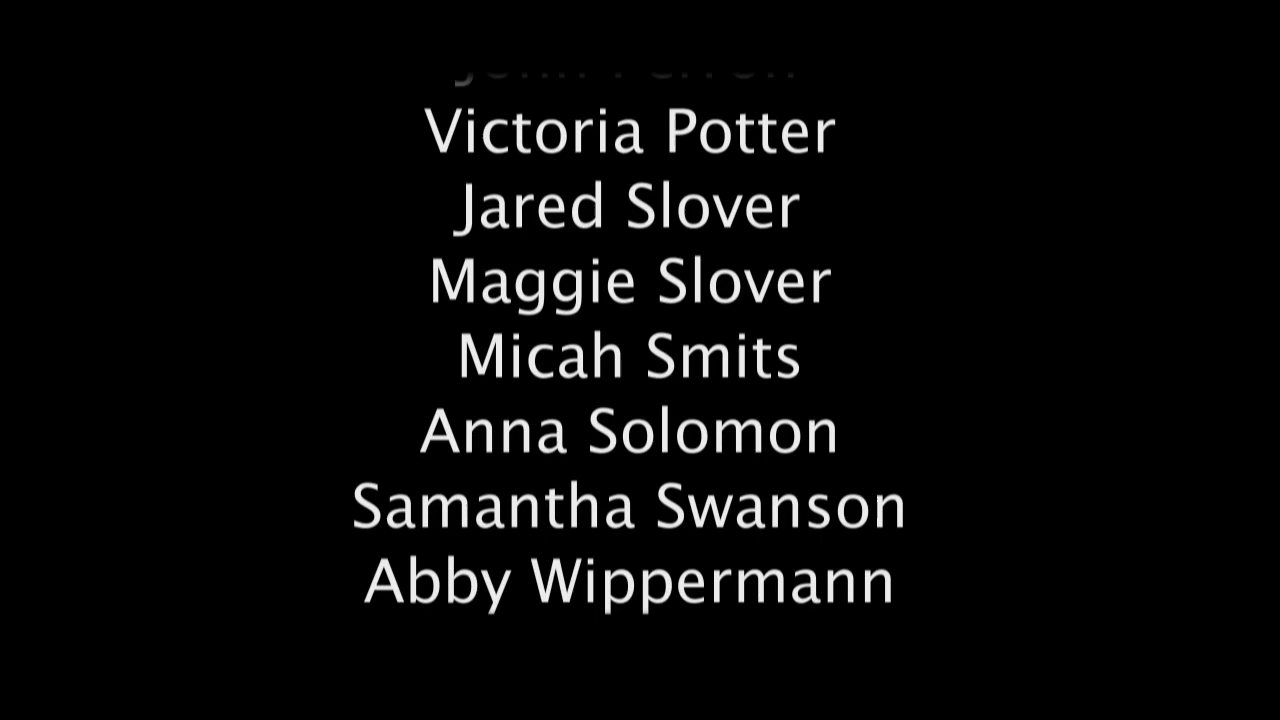 Victoria Potter
Jared Slover
Maggie Slover
Micah Smits
Anna Solomon
Samantha Swanson
Abby Wippermann